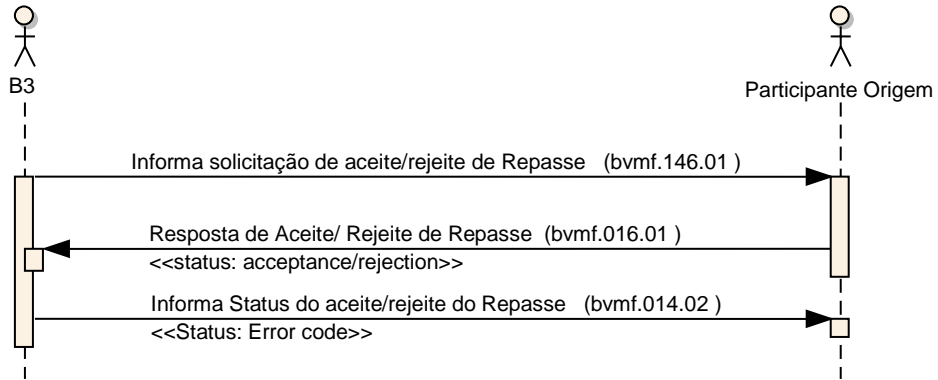 B3
Participante Origem
Informa solicitação de aceite/rejeite de Repasse (bvmf.146.01 )
Resposta de Aceite/ Rejeite de Repasse (bvmf.016.01 )
<<status: acceptance/rejection>>
Informa Status do aceite/rejeite do Repasse (bvmf.014.02 )
<<Status: Error code>>